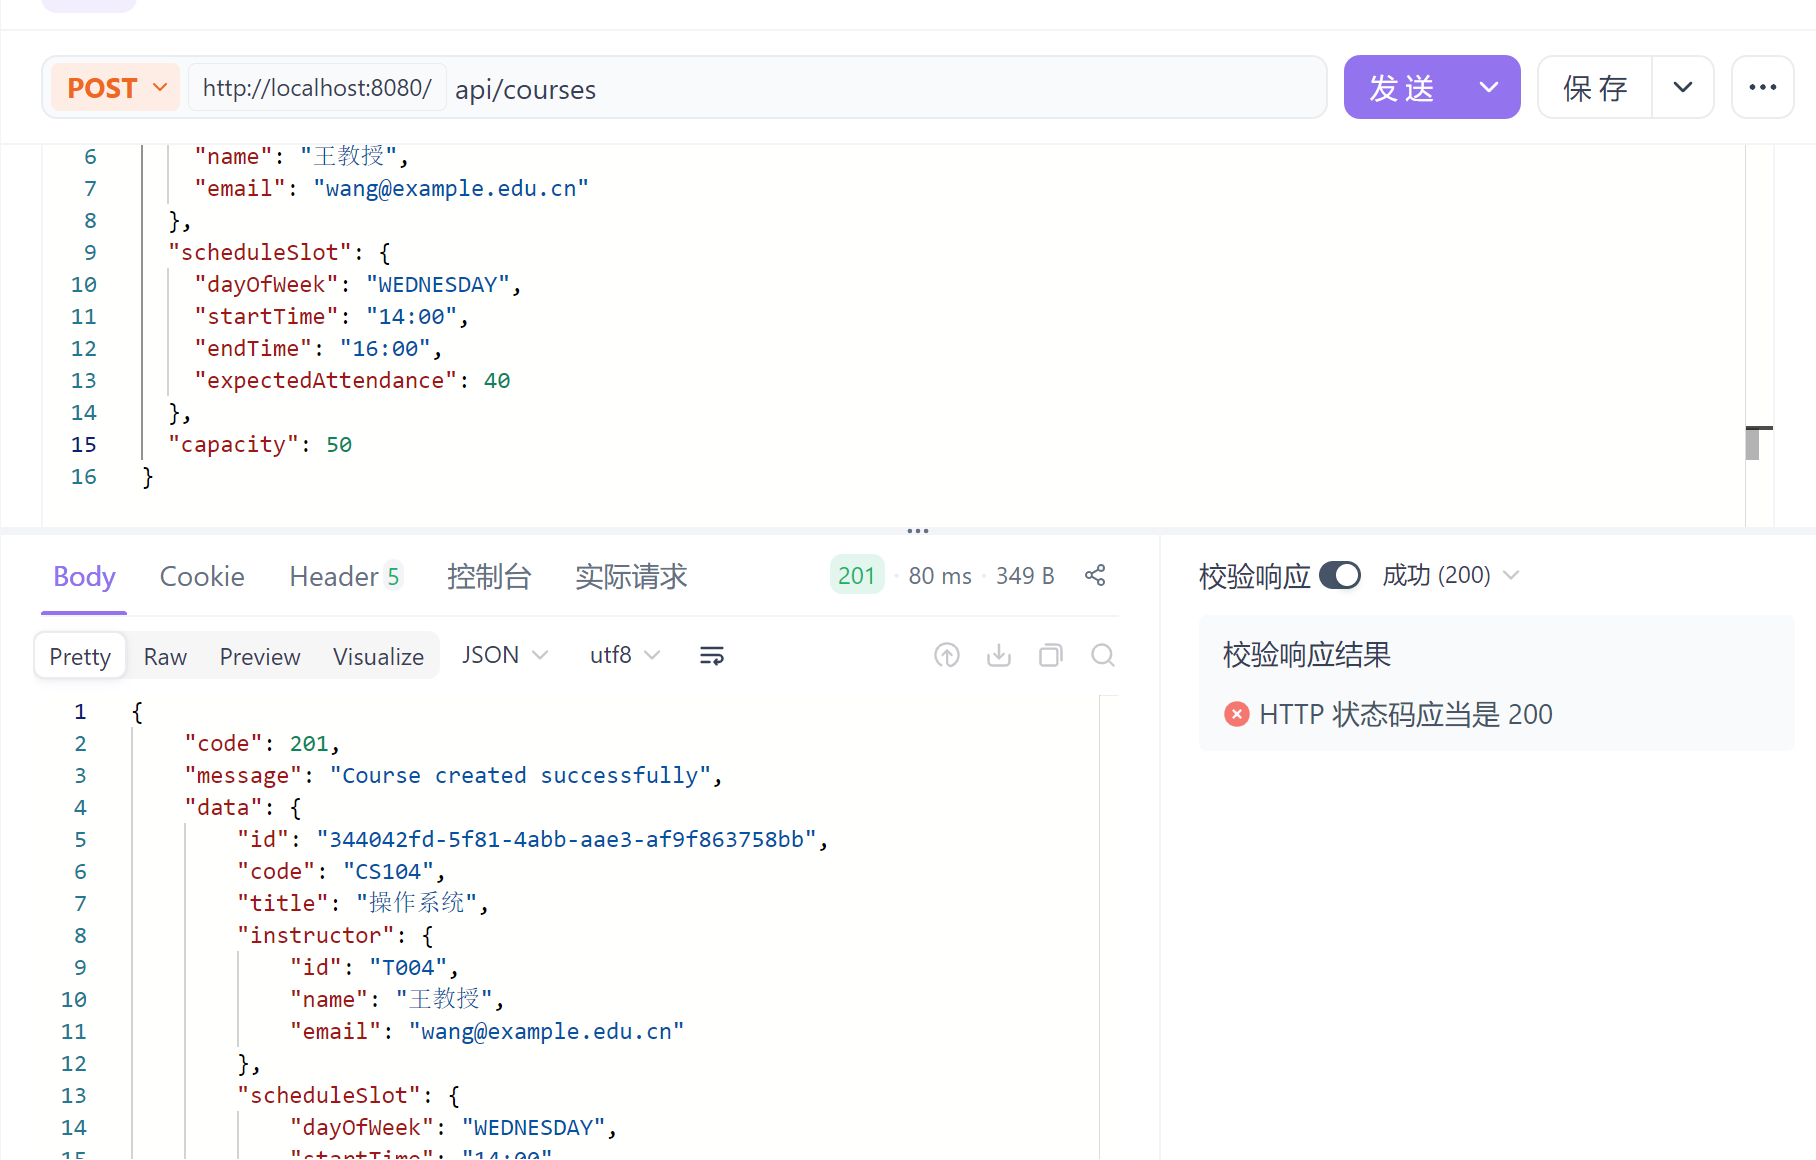 POST http://localhost:8080/ api/courses 发送 保存
6 "name": "王教授",
7 "email": "wang@example.edu.cn"
8 },
9 "scheduleSlot": {
10 "dayOfWeek": "WEDNESDAY",
11 "startTime": "14:00",
12 "endTime": "16:00",
13 "expectedAttendance": 40
14 },
15 "capacity": 50
16 }
Body Cookie Header 5 控制台 实际请求 201 · 80 ms · 349 B
Pretty Raw Preview Visualize JSON utf8
1 {
2 "code": 201,
3 "message": "Course created successfully",
4 "data": {
5 "id": "344042fd-5f81-4abb-aae3-af9f863758bb",
6 "code": "CS104",
7 "title": "操作系统",
8 "instructor": {
9 "id": "T004",
10 "name": "王教授",
11 "email": "wang@example.edu.cn"
12 },
13 "scheduleSlot": {
14 "dayOfWeek": "WEDNESDAY",
15 "startTime": "14:00"
校验响应 成功 (200)
校验响应结果
HTTP 状态码应当是 200